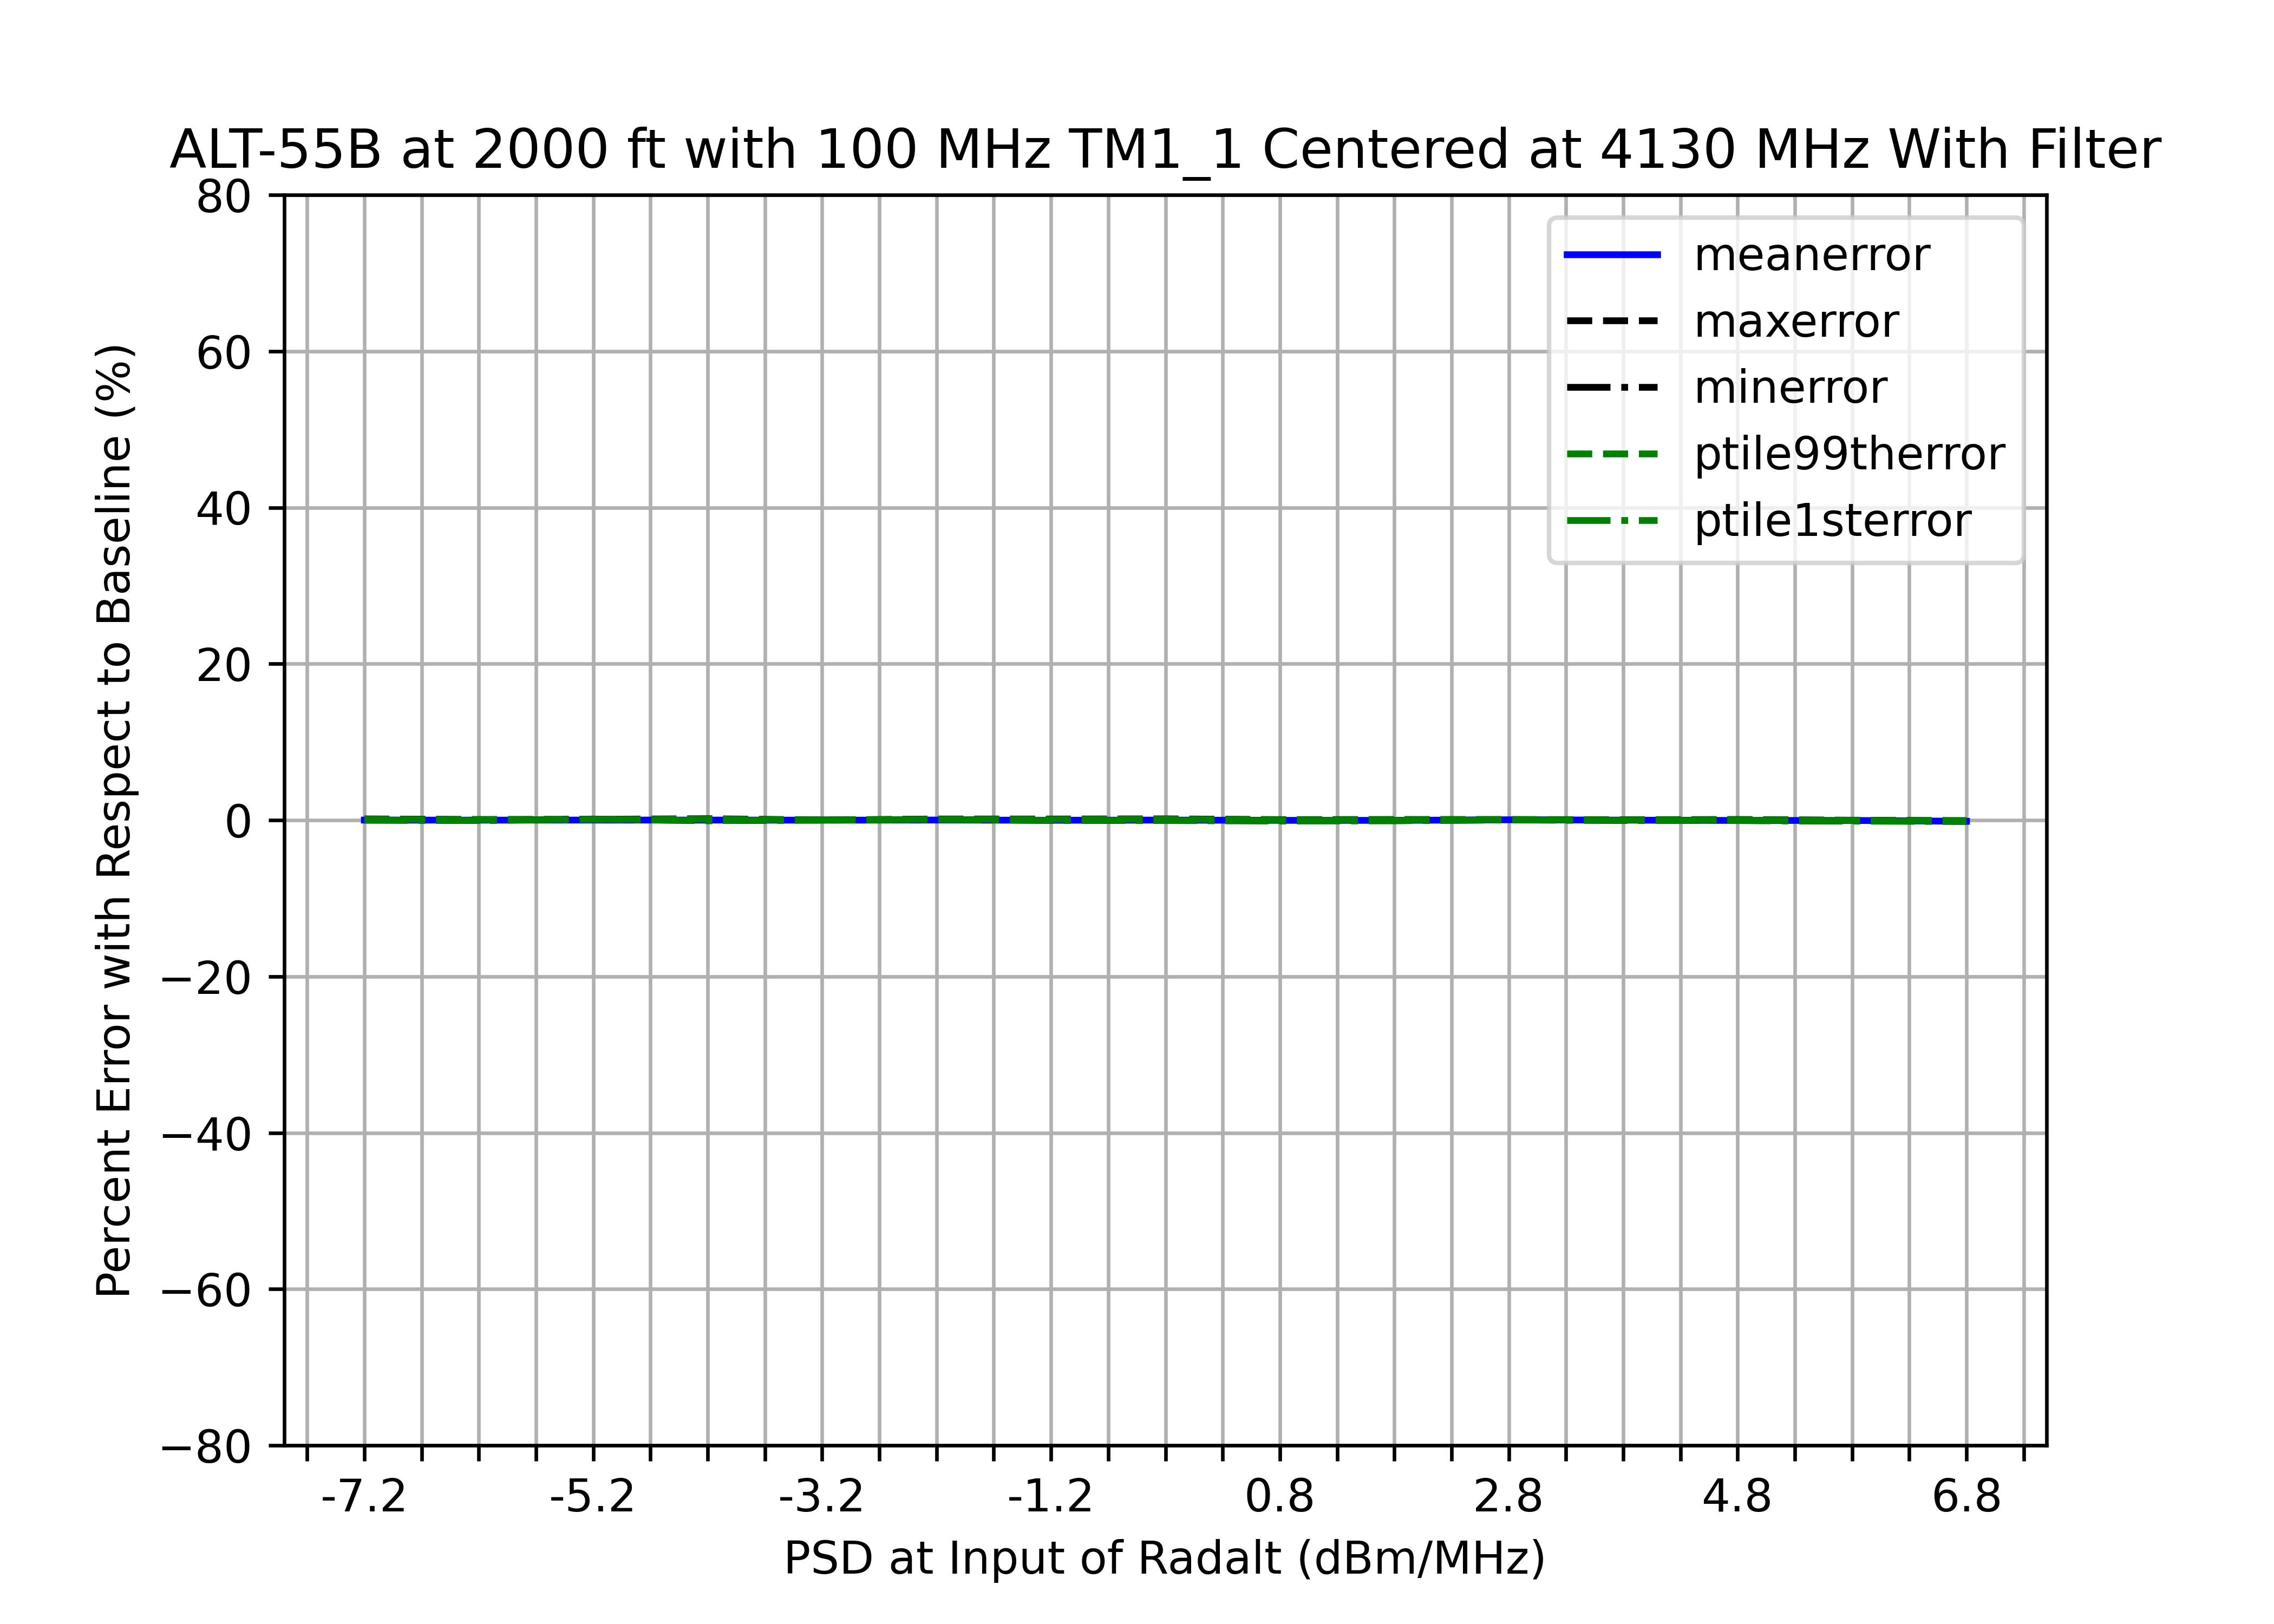 ALT-55B at 2000 ft with 100 MHz TM1_1 Centered at 4130 MHz With Filter
80
60
40
20
0
−20
−40
−60
−80
Percent Error with Respect to Baseline (%)
meanerror
maxerror
minerror
ptile99therror
ptile1sterror
-7.2 -5.2 -3.2 -1.2 0.8 2.8 4.8 6.8
PSD at Input of Radalt (dBm/MHz)